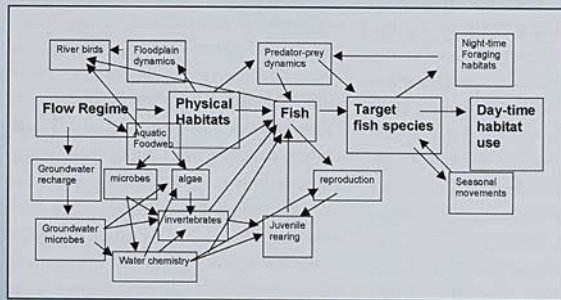 River birds
Floodplain
dynamics
Predator-prey
dynamics
Night-time
Foraging
habitats
Flow Regime
Physical
Habitats
Fish
Target
fish species
Day-time
habitat
use
Aquatic
Foodweb
Groundwater
recharge
microbes
algae
reproduction
Seasonal
movements
Groundwater
microbes
invertebrates
Juvenile
rearing
Water chemistry